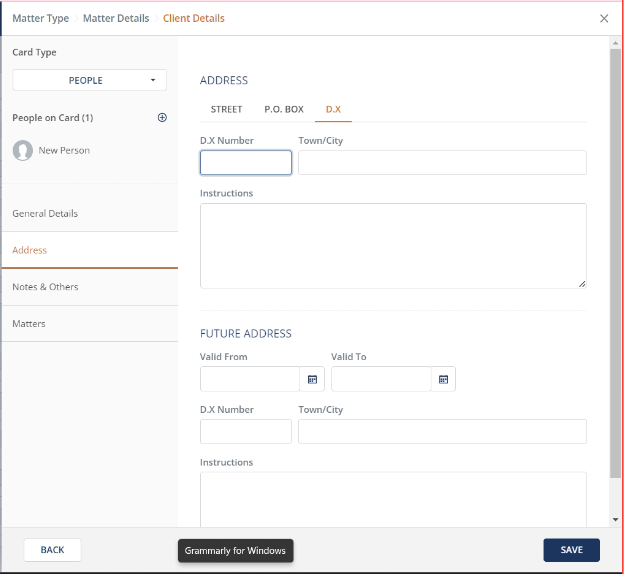 Matter Type Matter Details Client Details
Card Type
PEOPLE
People on Card (1)
New Person
General Details
Address
Notes & Others
Matters
ADDRESS
STREET P.O. BOX D.X
D.X Number Town/City
Instructions
FUTURE ADDRESS
Valid From Valid To
D.X Number Town/City
Instructions
BACK Grammarly for Windows SAVE